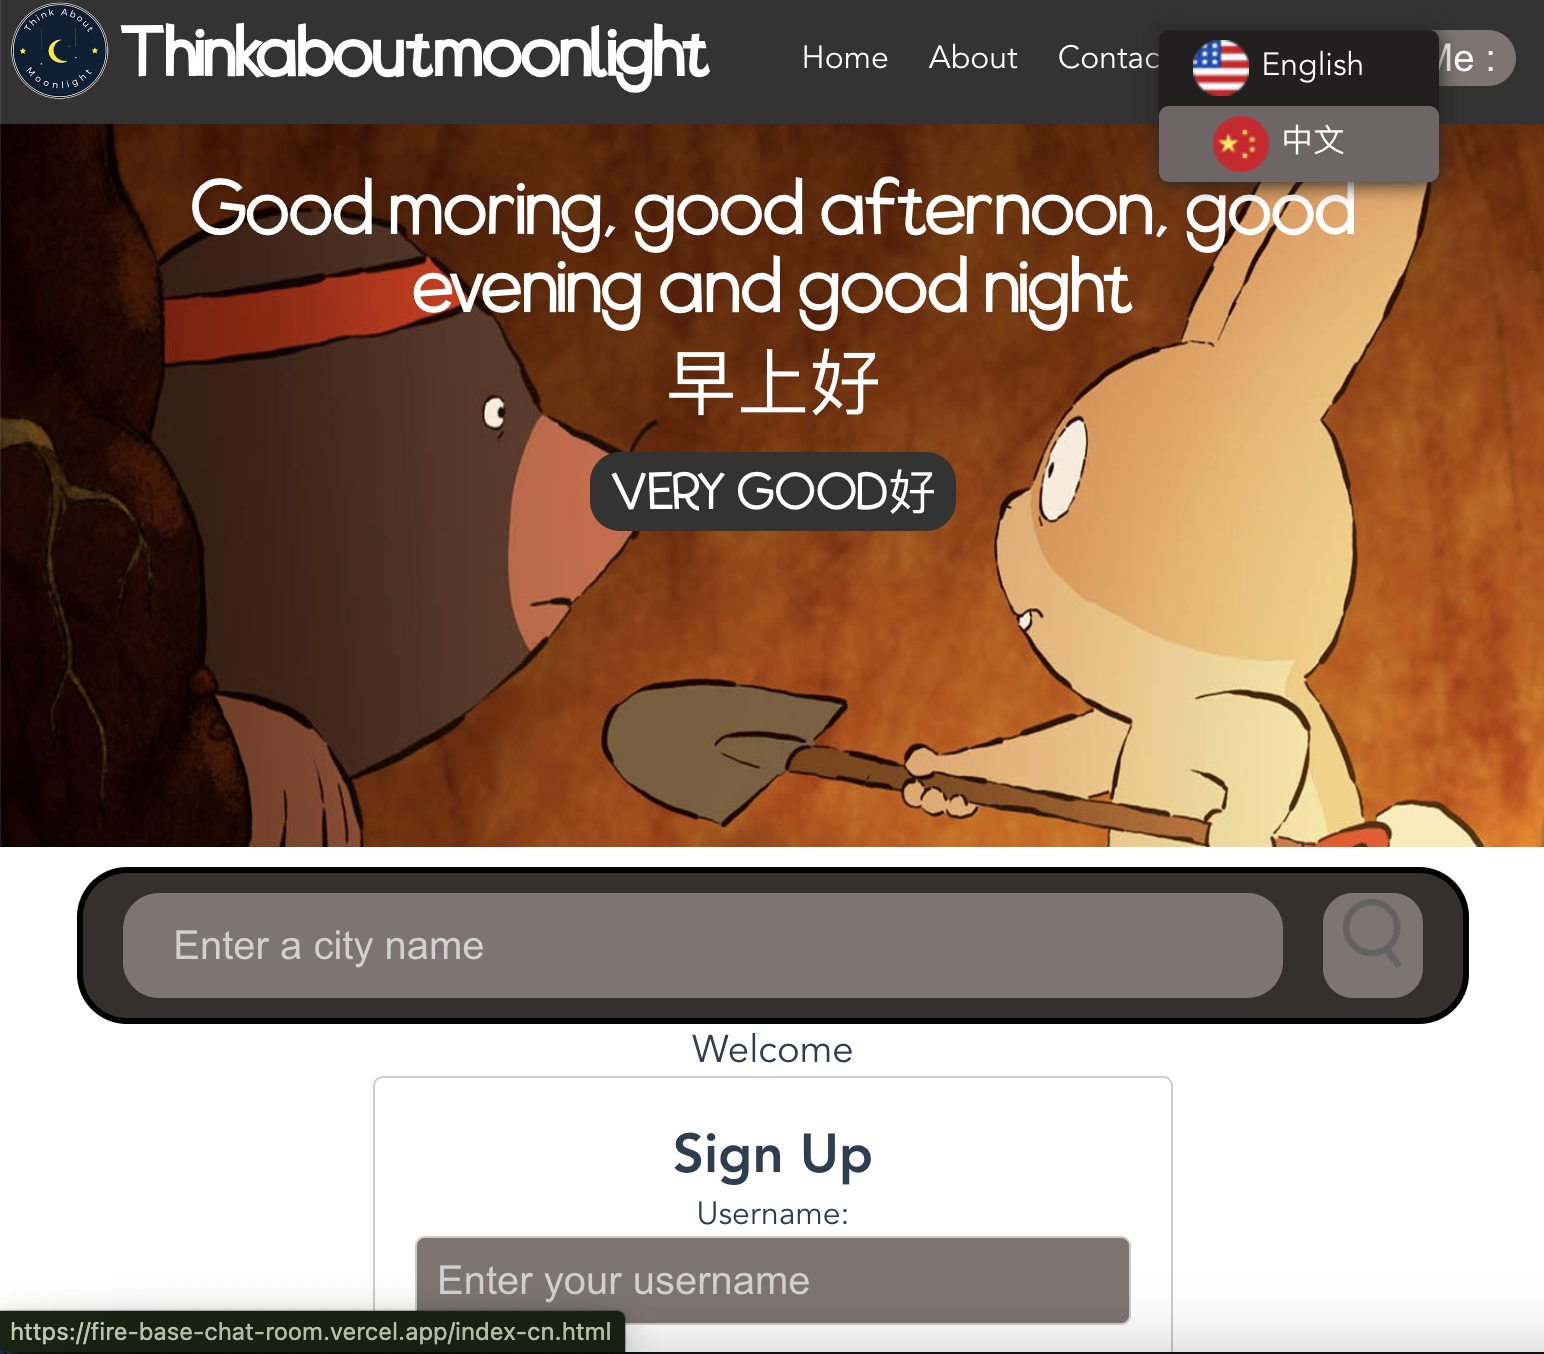 Think About
Moonlight
Thinkaboutmoonlight
Home
About
Contac
Me :
English
中文
Good moring, good afternoon, good
evening and good night
早上好
VERY GOOD好
Enter a city name
Welcome
Sign Up
Username:
Enter your username
https://fire-base-chat-room.vercel.app/index-cn.html